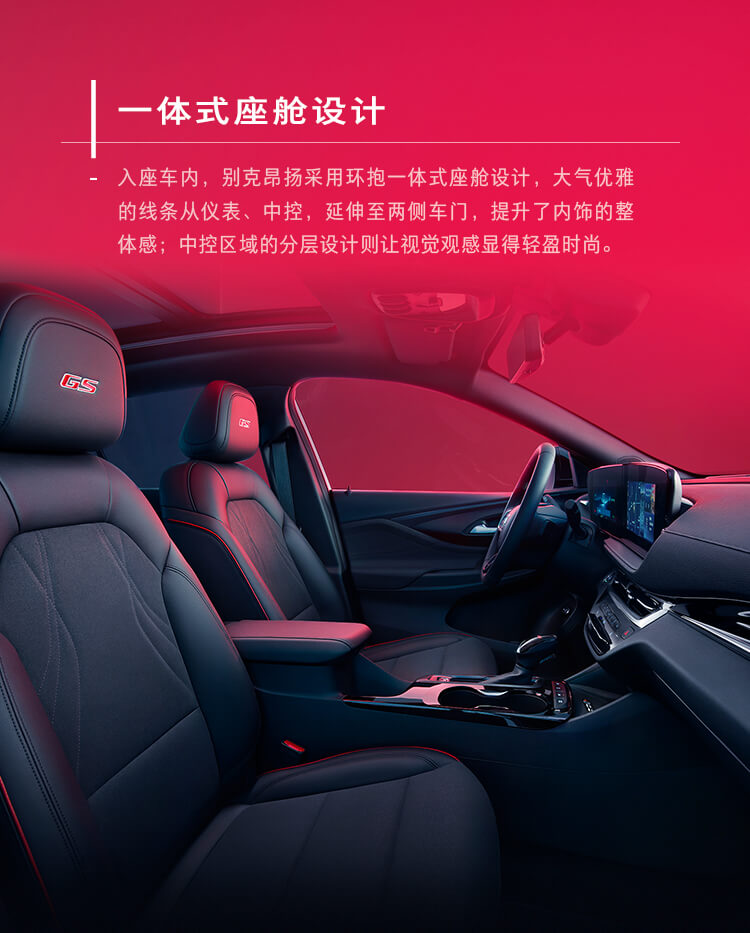 一体式座舱设计
- 入座车内，别克昂扬采用环抱一体式座舱设计，大气优雅
的线条从仪表、中控，延伸至两侧车门，提升了内饰的整
体感；中控区域的分层设计则让视觉观感显得轻盈时尚。
GS
GS